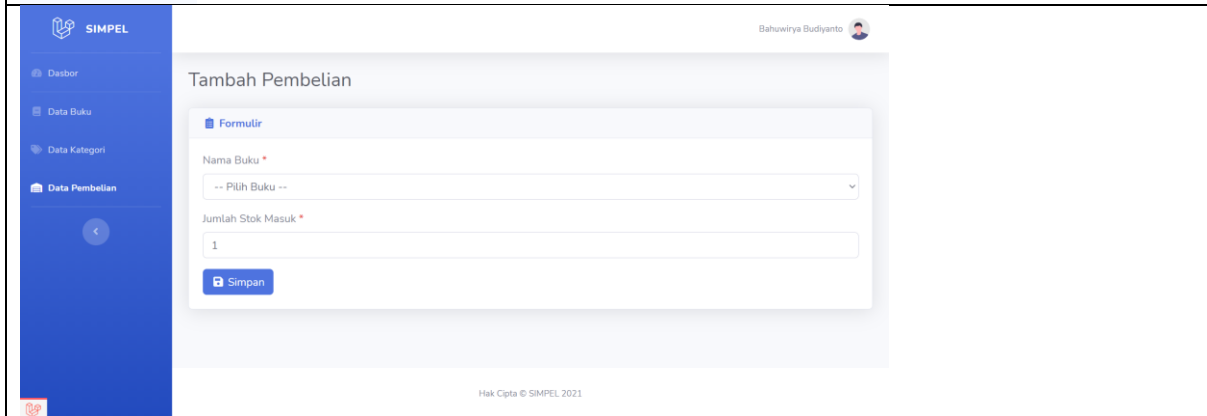 SIMPEL
Bahuwirya Budiyanto
Dasbor
Data Buku
Data Kategori
Data Pembelian
Tambah Pembelian
Formulir
Nama Buku *
-- Pilih Buku --
Jumlah Stok Masuk *
1
Simpan
Hak Cipta © SIMPEL 2021